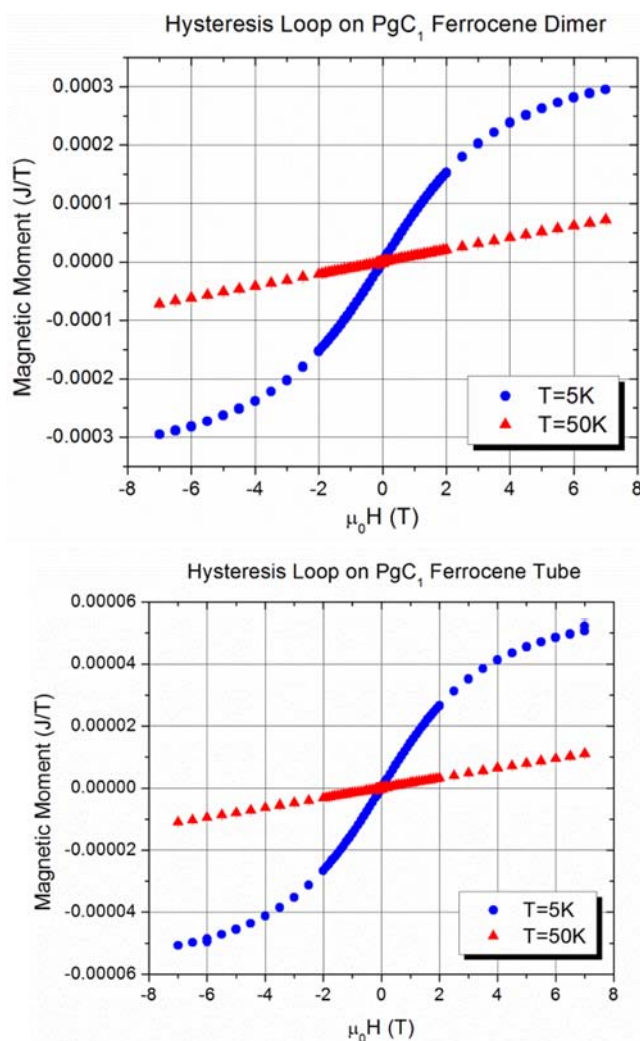 Hysteresis Loop on PgC₁ Ferrocene Dimer
0.0003
0.0002
0.0001
0.0000
-0.0001
-0.0002
-0.0003
Magnetic Moment (J/T)
T=5K
T=50K
-8 -6 -4 -2 0 2 4 6 8
μ₀H (T)
Hysteresis Loop on PgC₁ Ferrocene Tube
0.00006
0.00004
0.00002
0.00000
-0.00002
-0.00004
-0.00006
Magnetic Moment (J/T)
T=5K
T=50K
-8 -6 -4 -2 0 2 4 6 8
μ₀H (T)